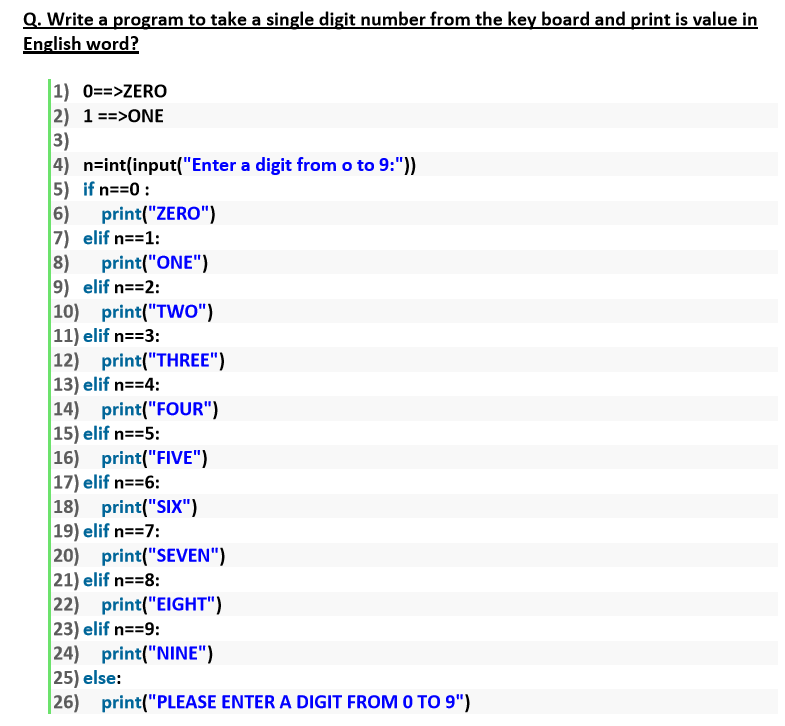 Q. Write a program to take a single digit number from the key board and print is value in
English word?
1) 0==>ZERO
2) 1 ==>ONE
3)
4) n=int(input("Enter a digit from o to 9:"))
5) if n==0 :
6) print("ZERO")
7) elif n==1:
8) print("ONE")
9) elif n==2:
10) print("TWO")
11) elif n==3:
12) print("THREE")
13) elif n==4:
14) print("FOUR")
15) elif n==5:
16) print("FIVE")
17) elif n==6:
18) print("SIX")
19) elif n==7:
20) print("SEVEN")
21) elif n==8:
22) print("EIGHT")
23) elif n==9:
24) print("NINE")
25) else:
26) print("PLEASE ENTER A DIGIT FROM 0 TO 9")